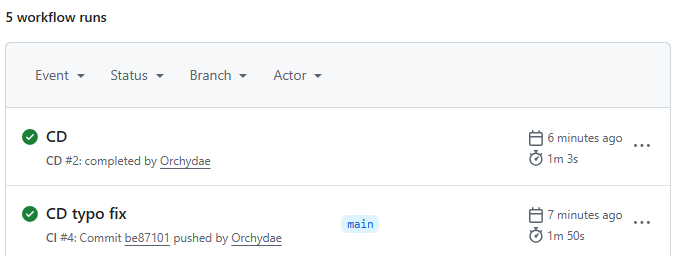 5 workflow runs
Event Status Branch Actor
CD
6 minutes ago
CD #2: completed by Orchydae
1m 3s
CD typo fix
main
7 minutes ago
CI #4: Commit be87101 pushed by Orchydae
1m 50s